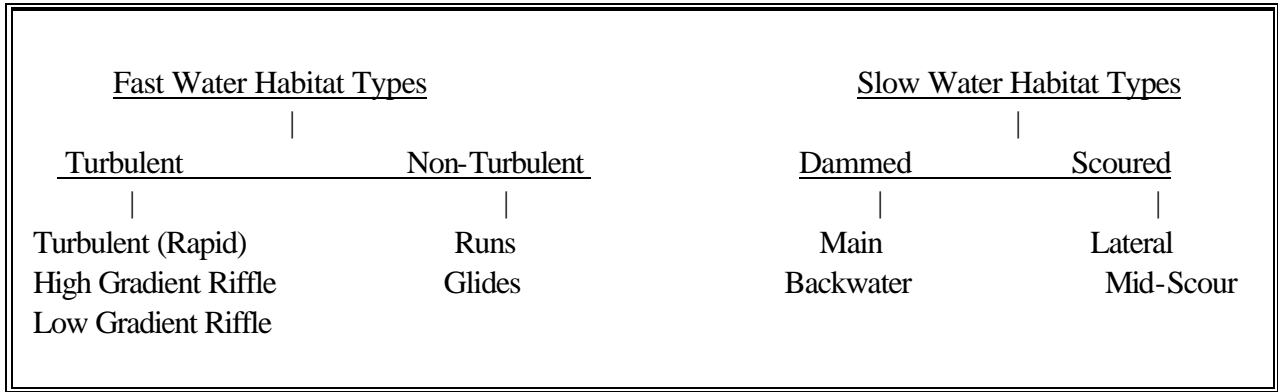 Fast Water Habitat Types Slow Water Habitat Types
| |
Turbulent Non-Turbulent Dammed Scoured
| | | |
Turbulent (Rapid) Runs Main Lateral
High Gradient Riffle Glides Backwater Mid-Scour
Low Gradient Riffle